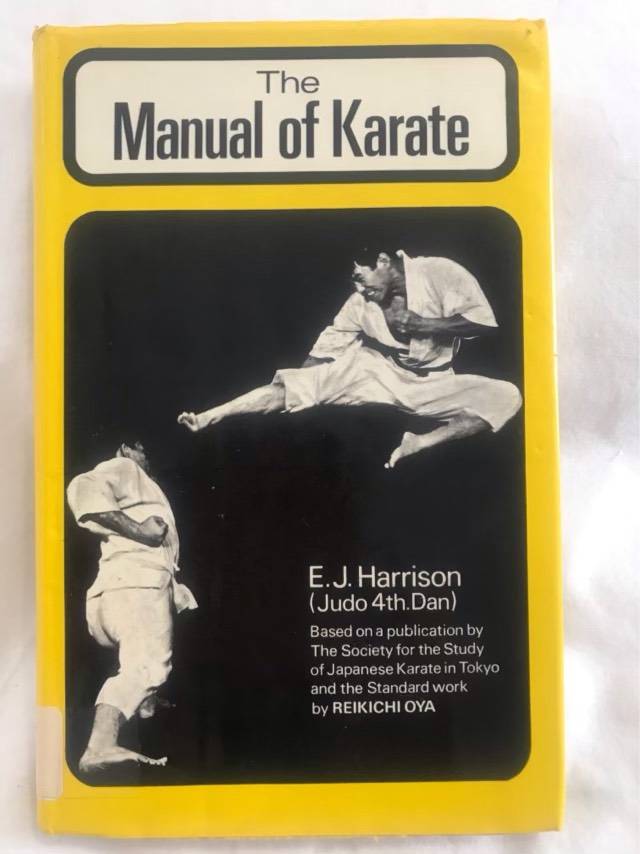 The
Manual of Karate
E.J. Harrison
(Judo 4th.Dan)
Based on a publication by
The Society for the Study
of Japanese Karate in Tokyo
and the Standard work
by REIKICHI OYA